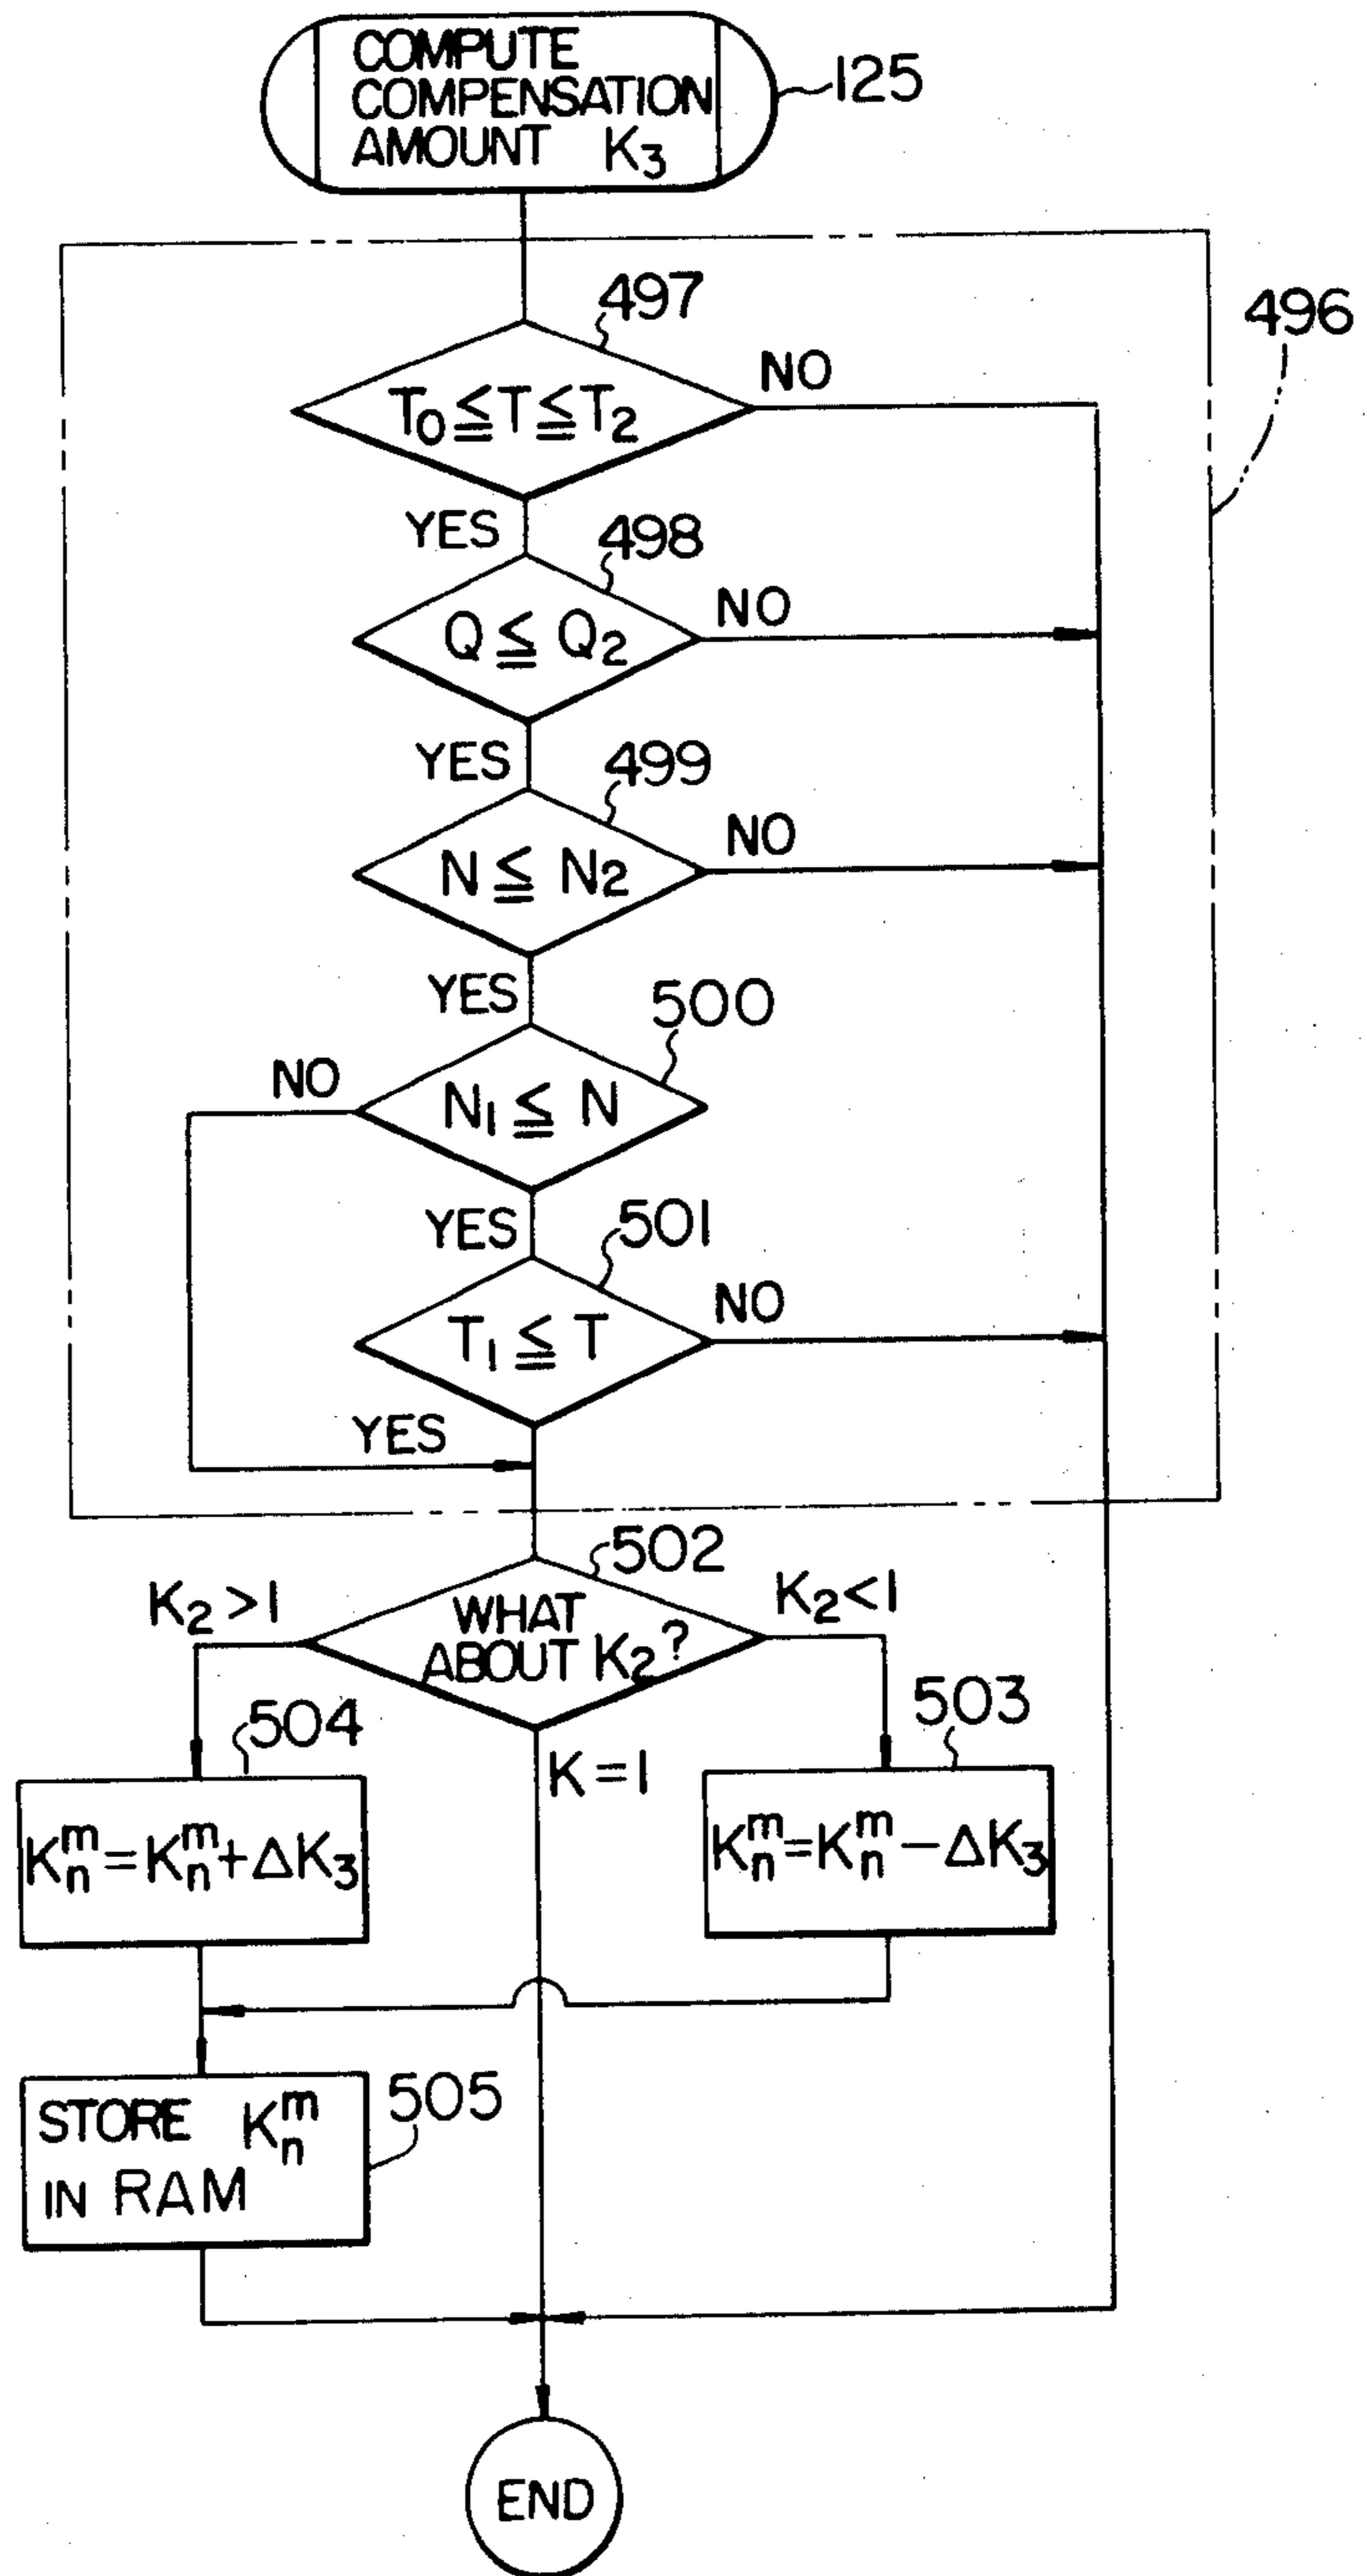 COMPUTE
COMPENSATION
AMOUNT K₃
125
496
497
T₀≦T≦T₂
NO
YES
498
Q ≦ Q₂
NO
YES
499
N ≦ N₂
NO
YES
500
N₁ ≦ N
NO
YES
501
T₁ ≦ T
NO
YES
502
WHAT
ABOUT K₂?
K₂>1
K₂<1
K=1
504
Kₙᵐ=Kₙᵐ+ΔK₃
503
Kₙᵐ=Kₙᵐ−ΔK₃
505
STORE Kₙᵐ
IN RAM
END